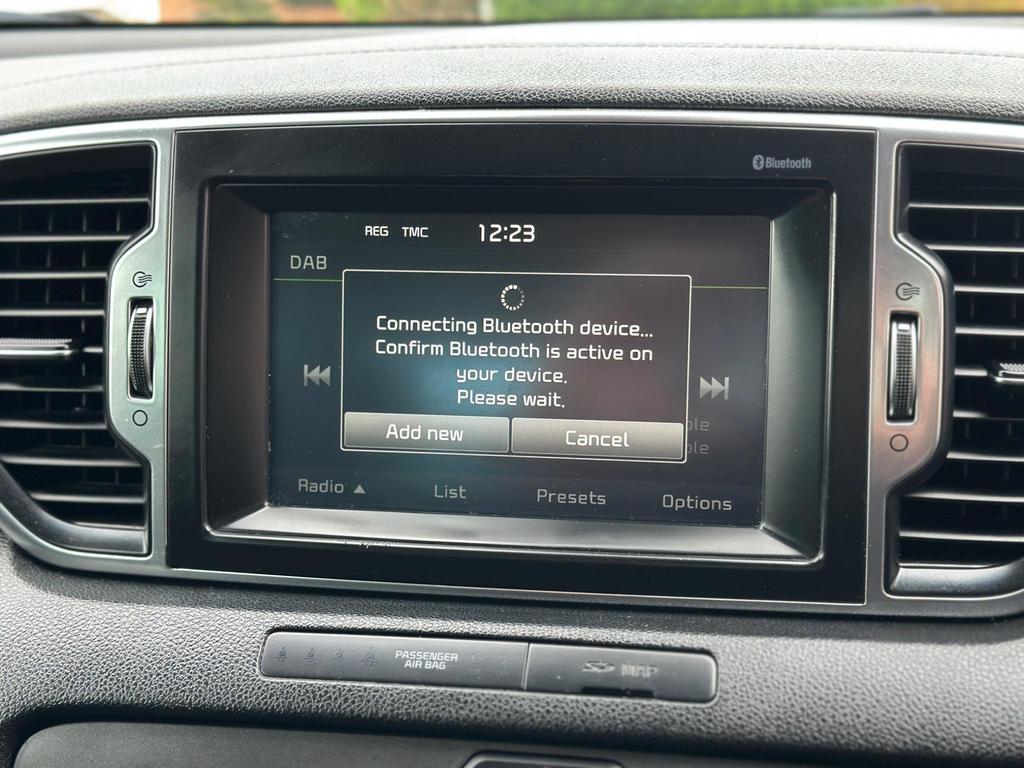 Bluetooth
REG TMC 12:23
DAB
Connecting Bluetooth device...
Confirm Bluetooth is active on
your device.
Please wait.
Add new Cancel
Radio ▲ List Presets Options
PASSENGER
AIR BAG
MAP